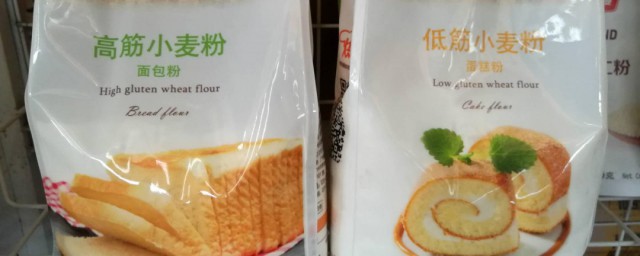 高筋小麦粉
面包粉
High gluten wheat flour
Bread flour
低筋小麦粉
蛋糕粉
Low gluten wheat flour
Cake flour